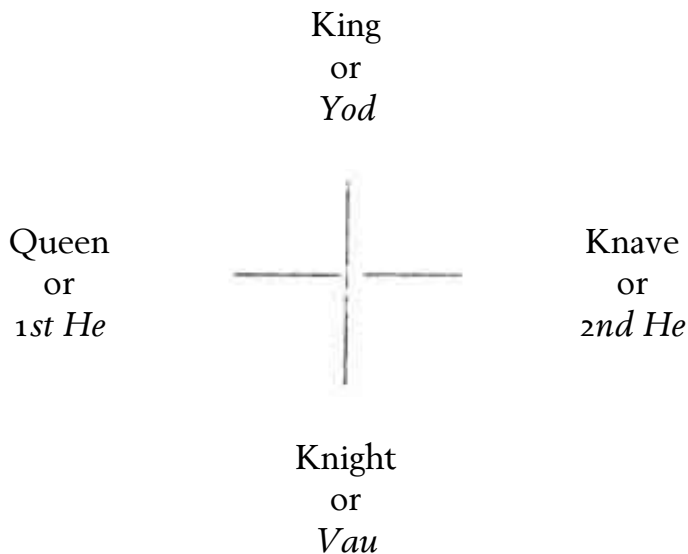 King
or
Yod
Queen
or
1st He
Knave
or
2nd He
Knight
or
Vau